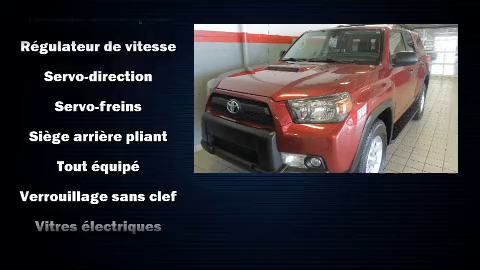 Régulateur de vitesse
Servo-direction
Servo-freins
Siège arrière pliant
Tout équipé
Verrouillage sans clef
Vitres électriques